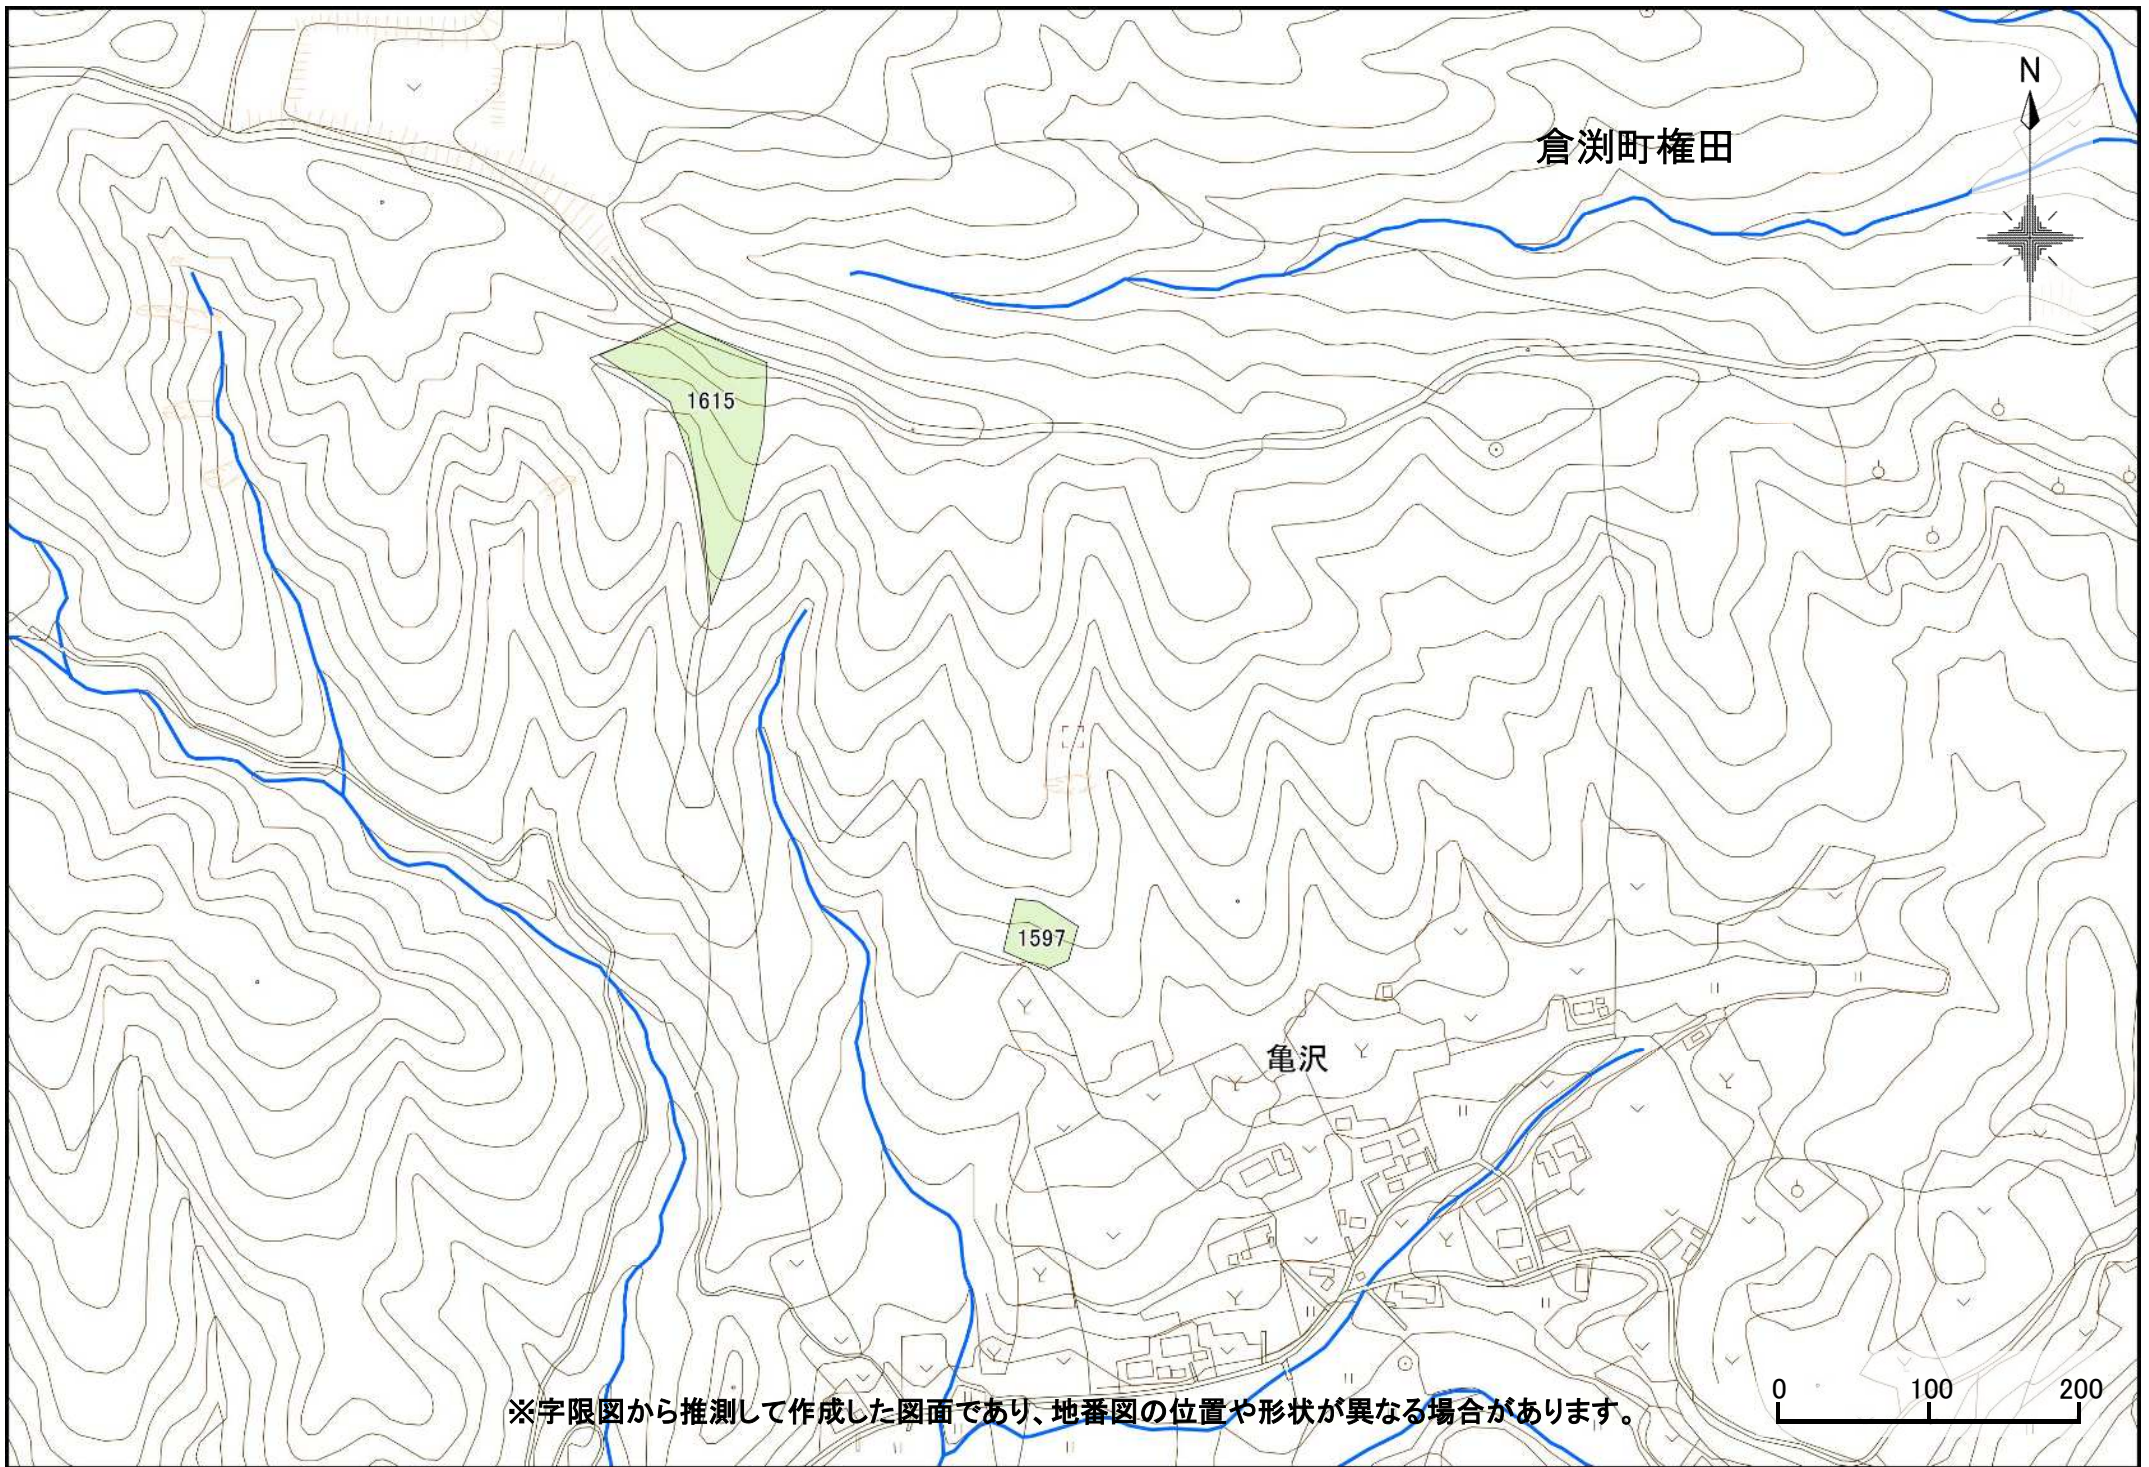 N
倉渕町権田
1615
1597
亀沢
0 100 200
※字限図から推測して作成した図面であり、地番図の位置や形状が異なる場合があります。